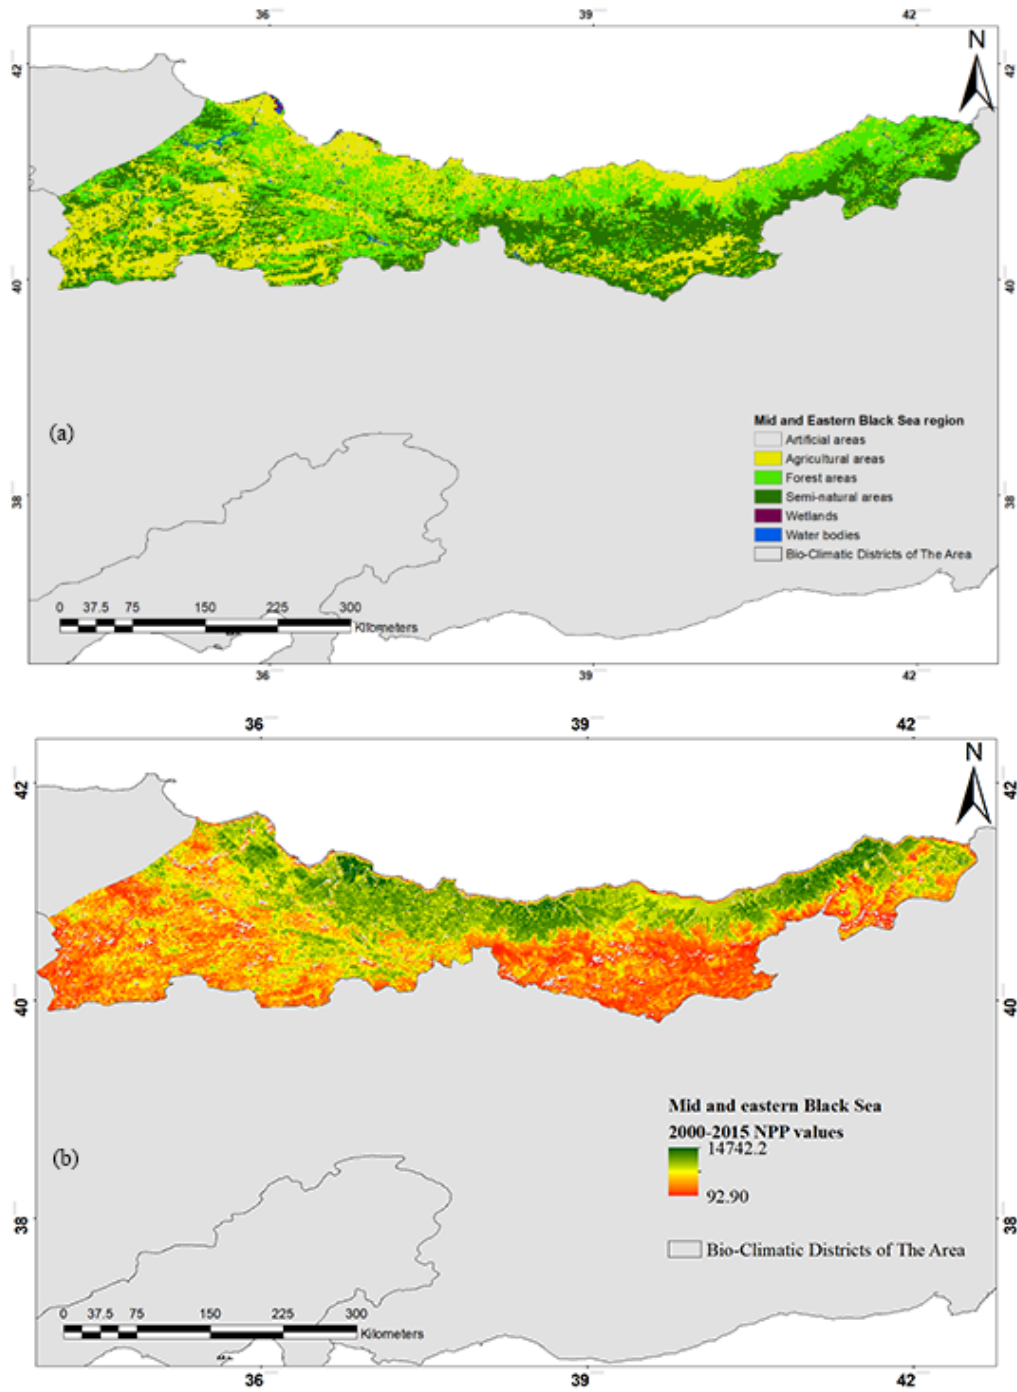 36 39 42
N
42 42
40 40
(a)
Mid and Eastern Black Sea region
Artificial areas
Agricultural areas
Forest areas
Semi-natural areas
Wetlands
Water bodies
Bio-Climatic Districts of The Area
38 38
0 37.5 75 150 225 300
Kilometers
36 39 42
36 39 42
N
42 42
40 40
Mid and eastern Black Sea
2000-2015 NPP values
14742.2
92.90
(b)
38 38
Bio-Climatic Districts of The Area
0 37.5 75 150 225 300
Kilometers
36 39 42